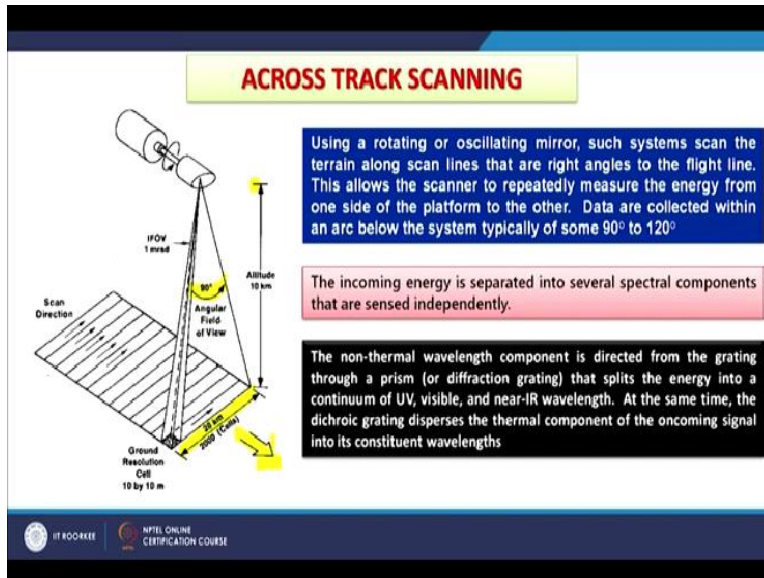 ACROSS TRACK SCANNING
Using a rotating or oscillating mirror, such systems scan the
terrain along scan lines that are right angles to the flight line.
This allows the scanner to repeatedly measure the energy from
one side of the platform to the other. Data are collected within
an arc below the system typically of some 90° to 120°
The incoming energy is separated into several spectral components
that are sensed independently.
The non-thermal wavelength component is directed from the grating
through a prism (or diffraction grating) that splits the energy into a
continuum of UV, visible, and near-IR wavelength. At the same time, the
dichroic grating disperses the thermal component of the oncoming signal
into its constituent wavelengths
IFOV
1 mrad
Altitude
10 km
90°
Angular
Field
of View
Scan
Direction
20 km
2000 (Cells)
Ground
Resolution
Cell
10 by 10 m
IIT ROORKEE
NPTEL ONLINE
CERTIFICATION COURSE